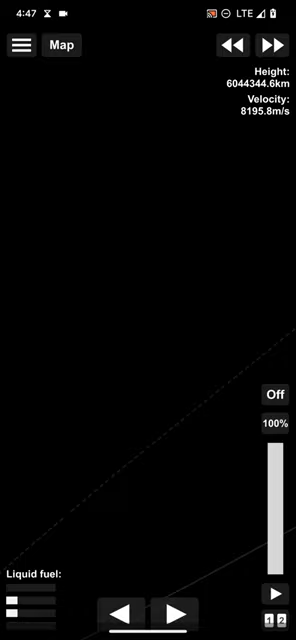 4:47
LTE
Map
Height:
6044344.6km
Velocity:
8195.8m/s
Off
100%
Liquid fuel:
1 2